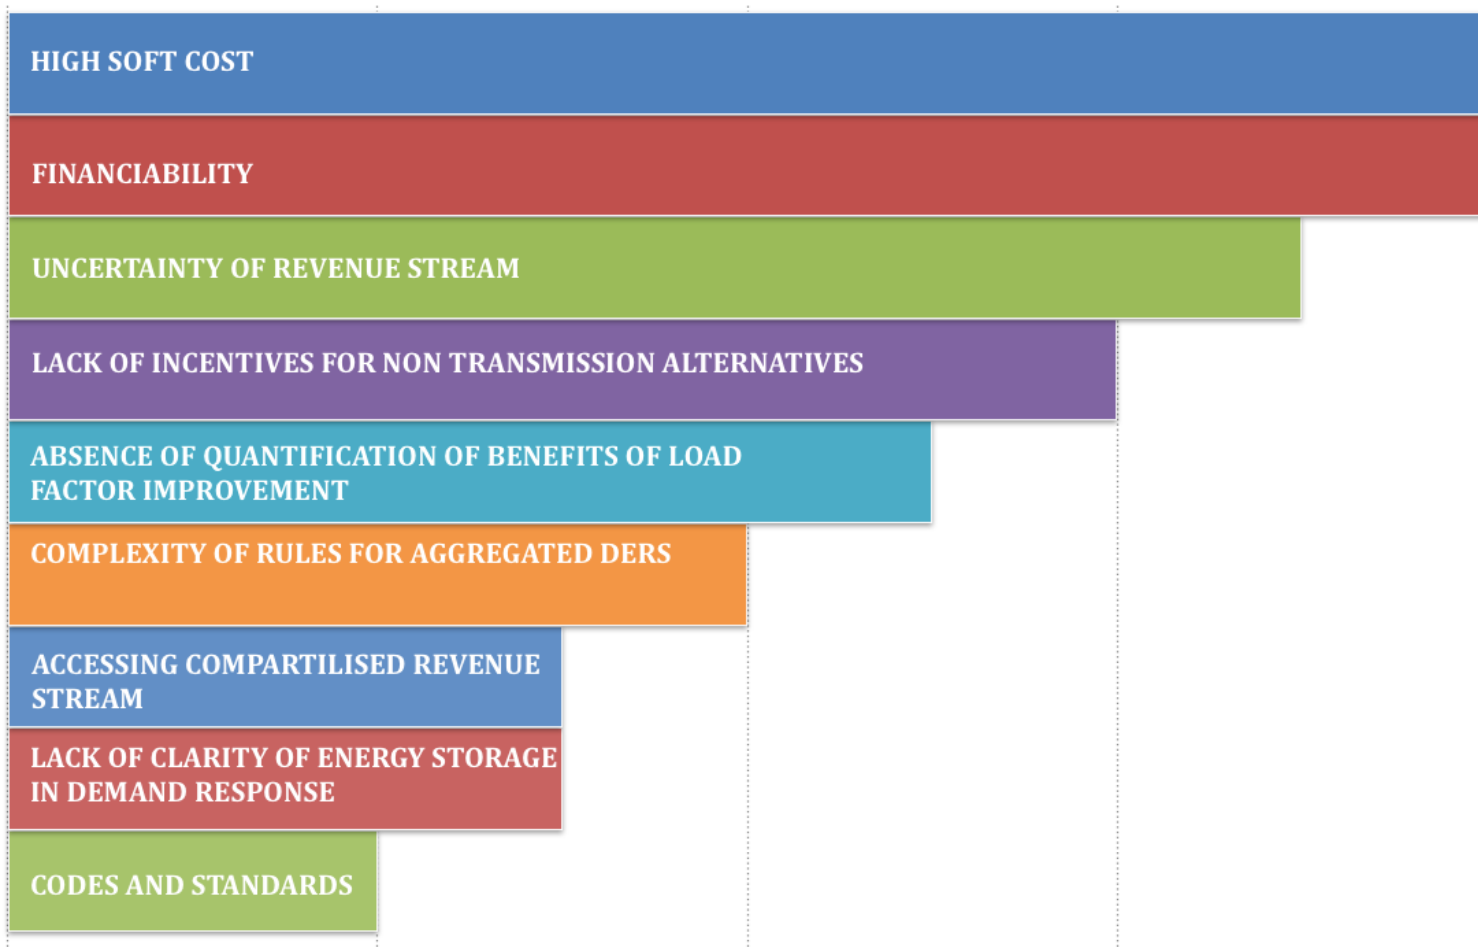 HIGH SOFT COST
FINANCIABILITY
UNCERTAINTY OF REVENUE STREAM
LACK OF INCENTIVES FOR NON TRANSMISSION ALTERNATIVES
ABSENCE OF QUANTIFICATION OF BENEFITS OF LOAD
FACTOR IMPROVEMENT
COMPLEXITY OF RULES FOR AGGREGATED DERS
ACCESSING COMPARTILISED REVENUE
STREAM
LACK OF CLARITY OF ENERGY STORAGE
IN DEMAND RESPONSE
CODES AND STANDARDS